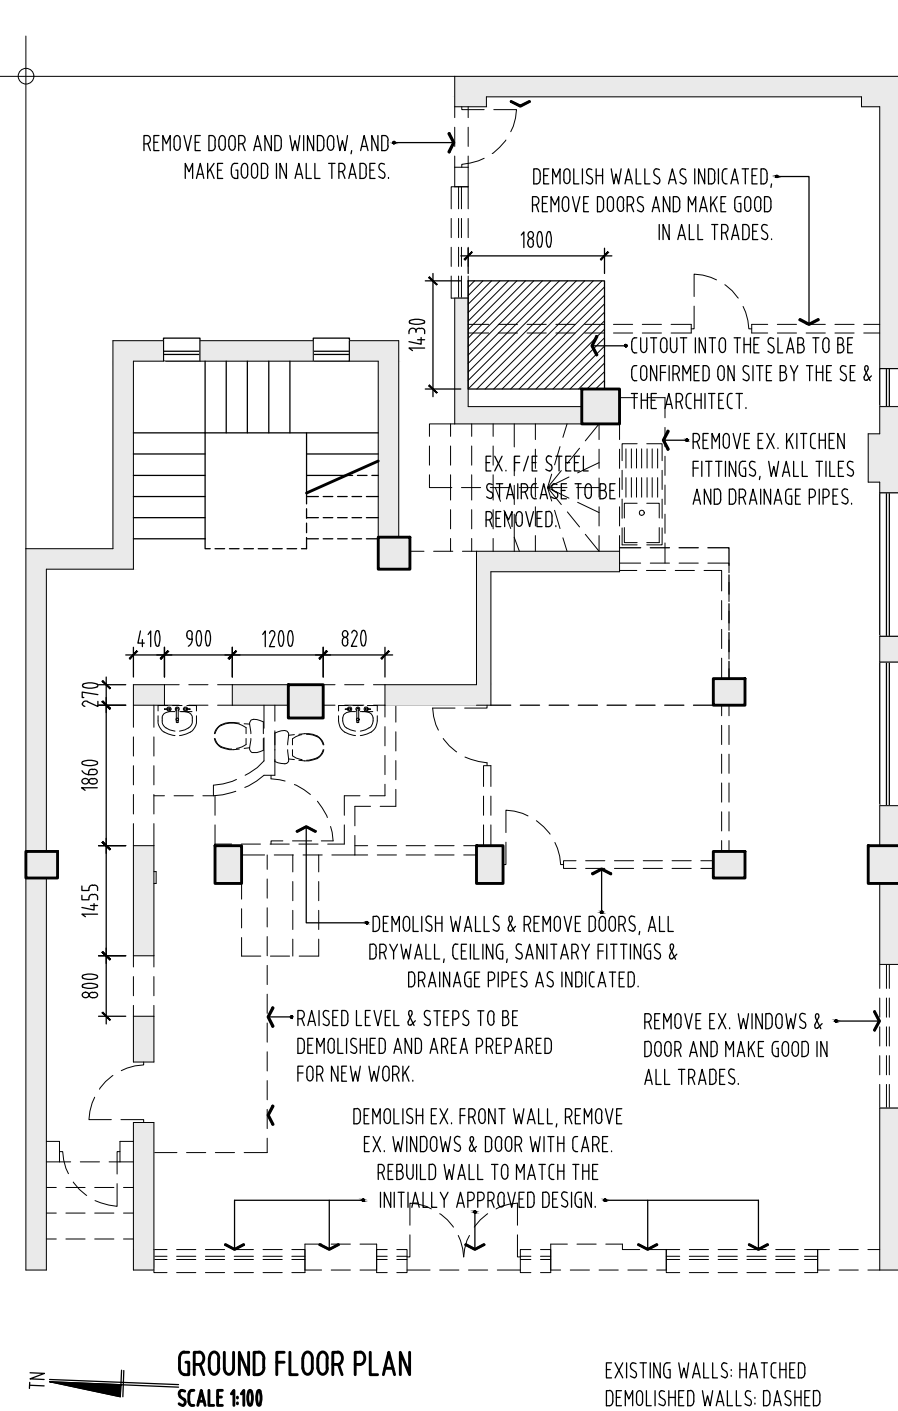 REMOVE DOOR AND WINDOW, AND
MAKE GOOD IN ALL TRADES.
DEMOLISH WALLS AS INDICATED,
REMOVE DOORS AND MAKE GOOD
IN ALL TRADES.
1800
1430
CUTOUT INTO THE SLAB TO BE
CONFIRMED ON SITE BY THE SE &
THE ARCHITECT.
REMOVE EX. KITCHEN
FITTINGS, WALL TILES
AND DRAINAGE PIPES.
EX. F/E STEEL
STAIRCASE TO BE
REMOVED.
410 900 1200 820
270
1860
1455
800
DEMOLISH WALLS & REMOVE DOORS, ALL
DRYWALL, CEILING, SANITARY FITTINGS &
DRAINAGE PIPES AS INDICATED.
RAISED LEVEL & STEPS TO BE
DEMOLISHED AND AREA PREPARED
FOR NEW WORK.
REMOVE EX. WINDOWS &
DOOR AND MAKE GOOD IN
ALL TRADES.
DEMOLISH EX. FRONT WALL, REMOVE
EX. WINDOWS & DOOR WITH CARE.
REBUILD WALL TO MATCH THE
INITIALLY APPROVED DESIGN.
TN
GROUND FLOOR PLAN
SCALE 1:100
EXISTING WALLS: HATCHED
DEMOLISHED WALLS: DASHED